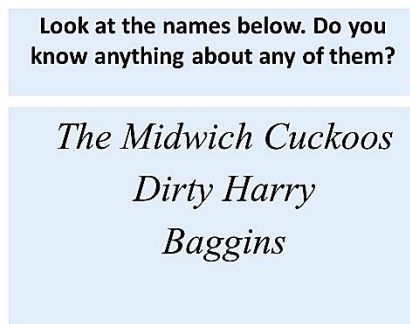 Look at the names below. Do you
know anything about any of them?
The Midwich Cuckoos
Dirty Harry
Baggins